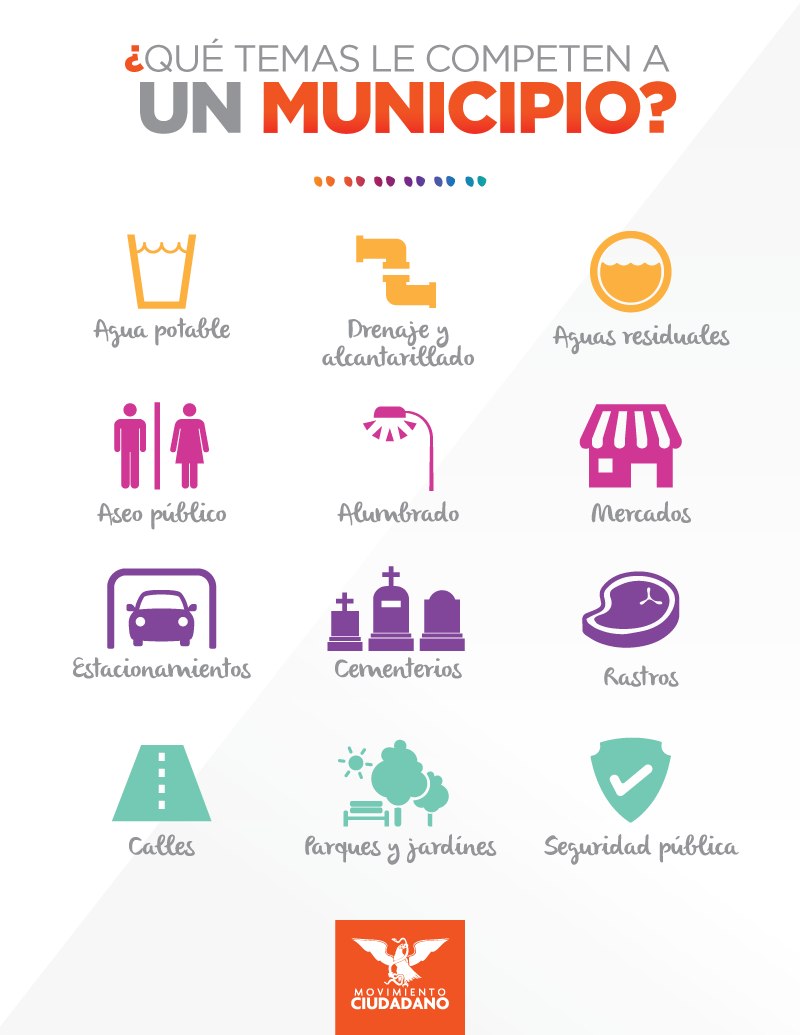 ¿QUÉ TEMAS LE COMPETEN A
UN MUNICIPIO?
Agua potable
Drenaje y
alcantarillado
Aguas residuales
Aseo público
Alumbrado
Mercados
Estacionamientos
Cementerios
Rastros
Calles
Parques y jardínes
Seguridad pública
MOVIMIENTO
CIUDADANO